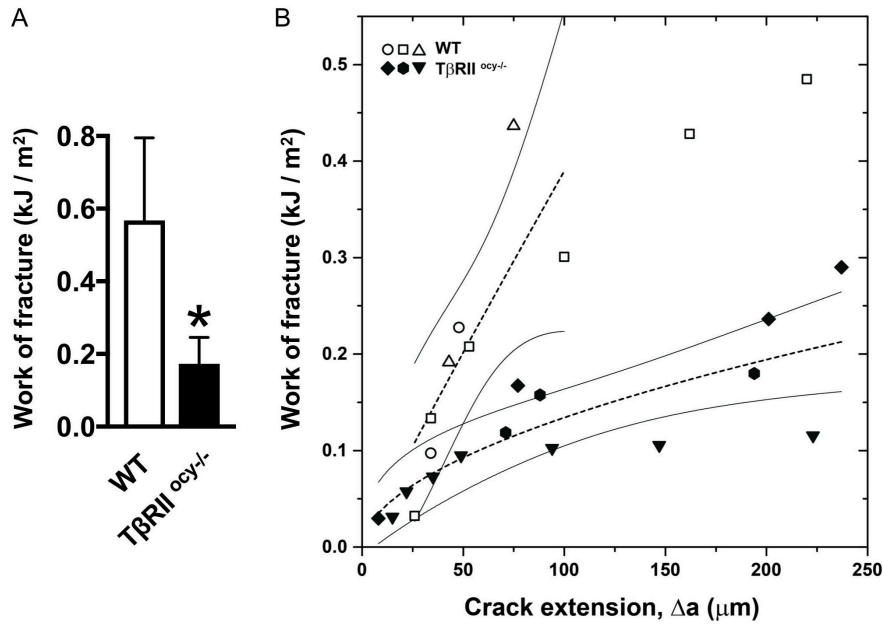 A
Work of fracture (kJ / m²)
0.8
0.6
0.4
0.2
0.0
*
WT
TβRII ocy-/-
B
Work of fracture (kJ / m²)
0.5
0.4
0.3
0.2
0.1
0.0
WT
TβRII ocy-/-
0 50 100 150 200 250
Crack extension, Δa (μm)